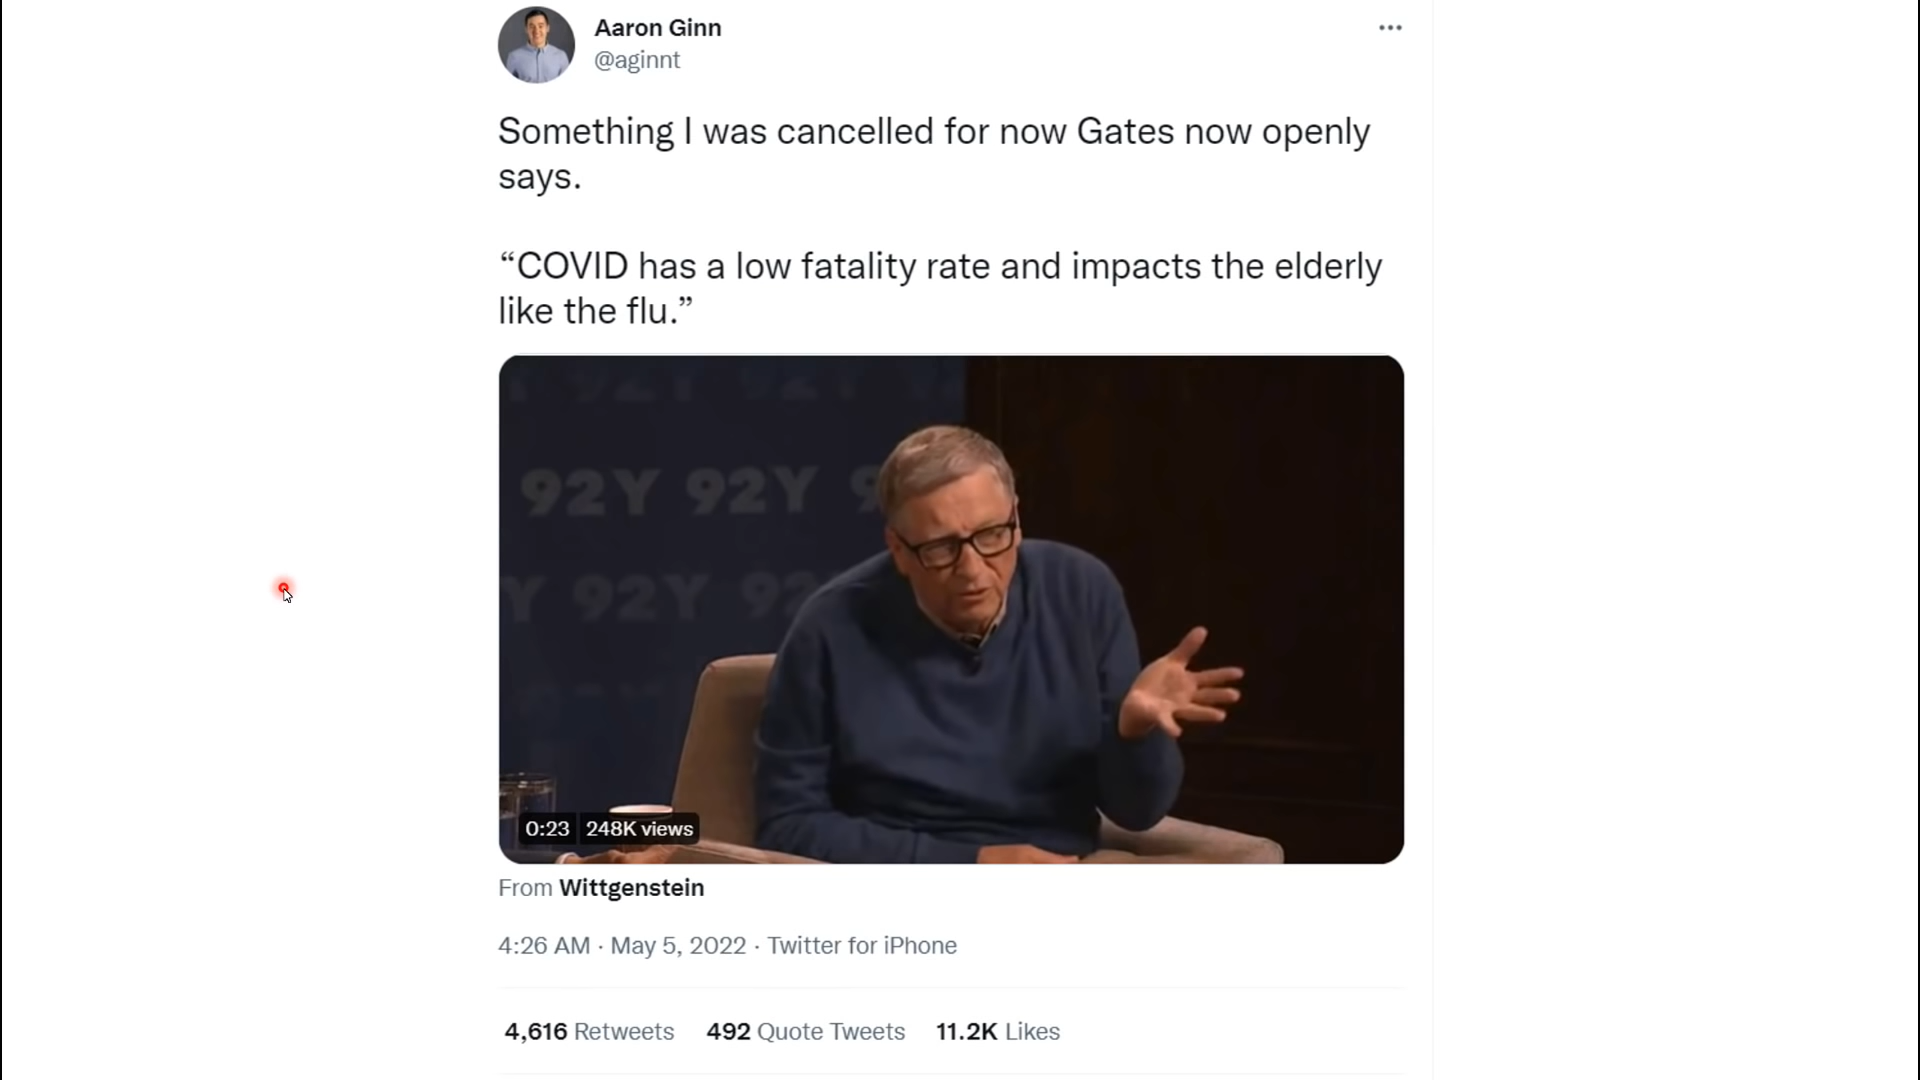 Aaron Ginn
@aginnt
Something I was cancelled for now Gates now openly
says.
“COVID has a low fatality rate and impacts the elderly
like the flu.”
92Y 92Y
92Y 92
0:23 248K views
From Wittgenstein
4:26 AM · May 5, 2022 · Twitter for iPhone
4,616 Retweets 492 Quote Tweets 11.2K Likes